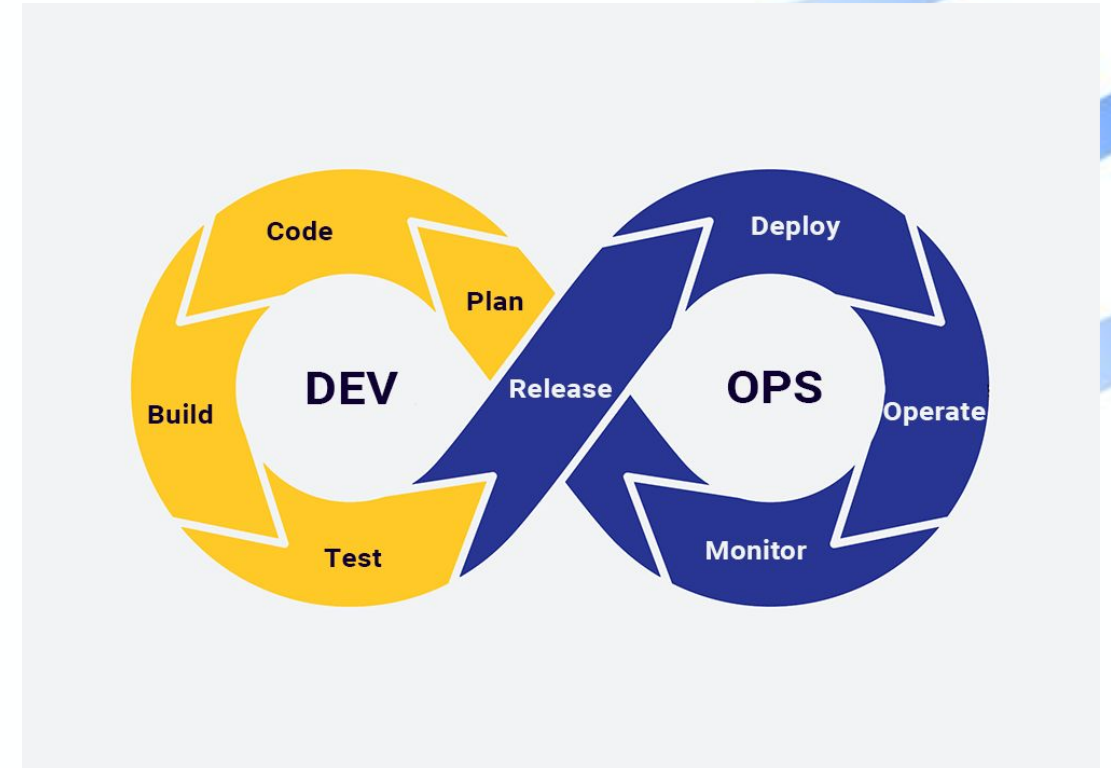 Code
Deploy
Plan
DEV
Release
OPS
Build
Operate
Test
Monitor